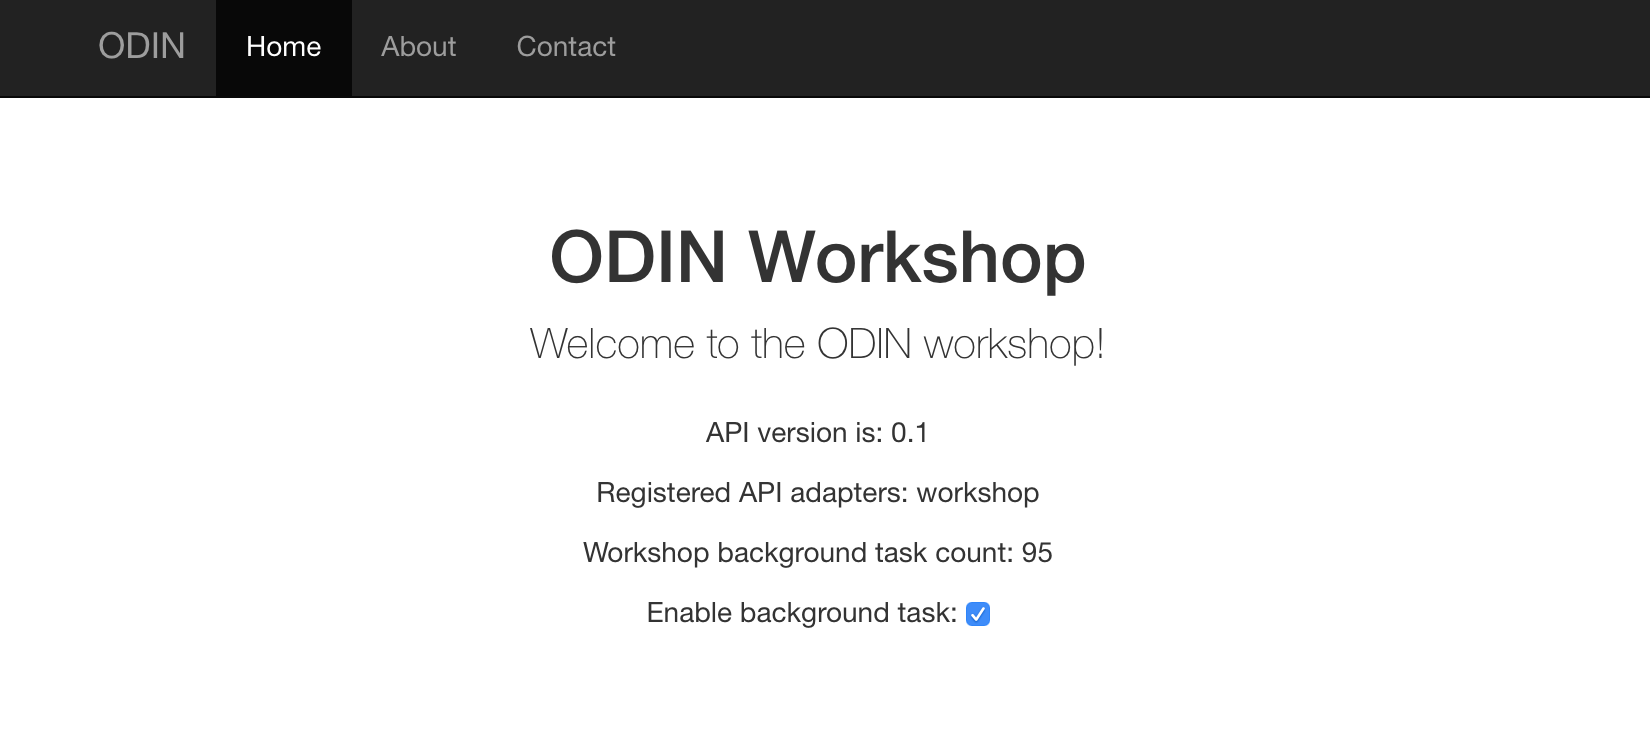 ODIN Home About Contact
ODIN Workshop
Welcome to the ODIN workshop!
API version is: 0.1
Registered API adapters: workshop
Workshop background task count: 95
Enable background task: